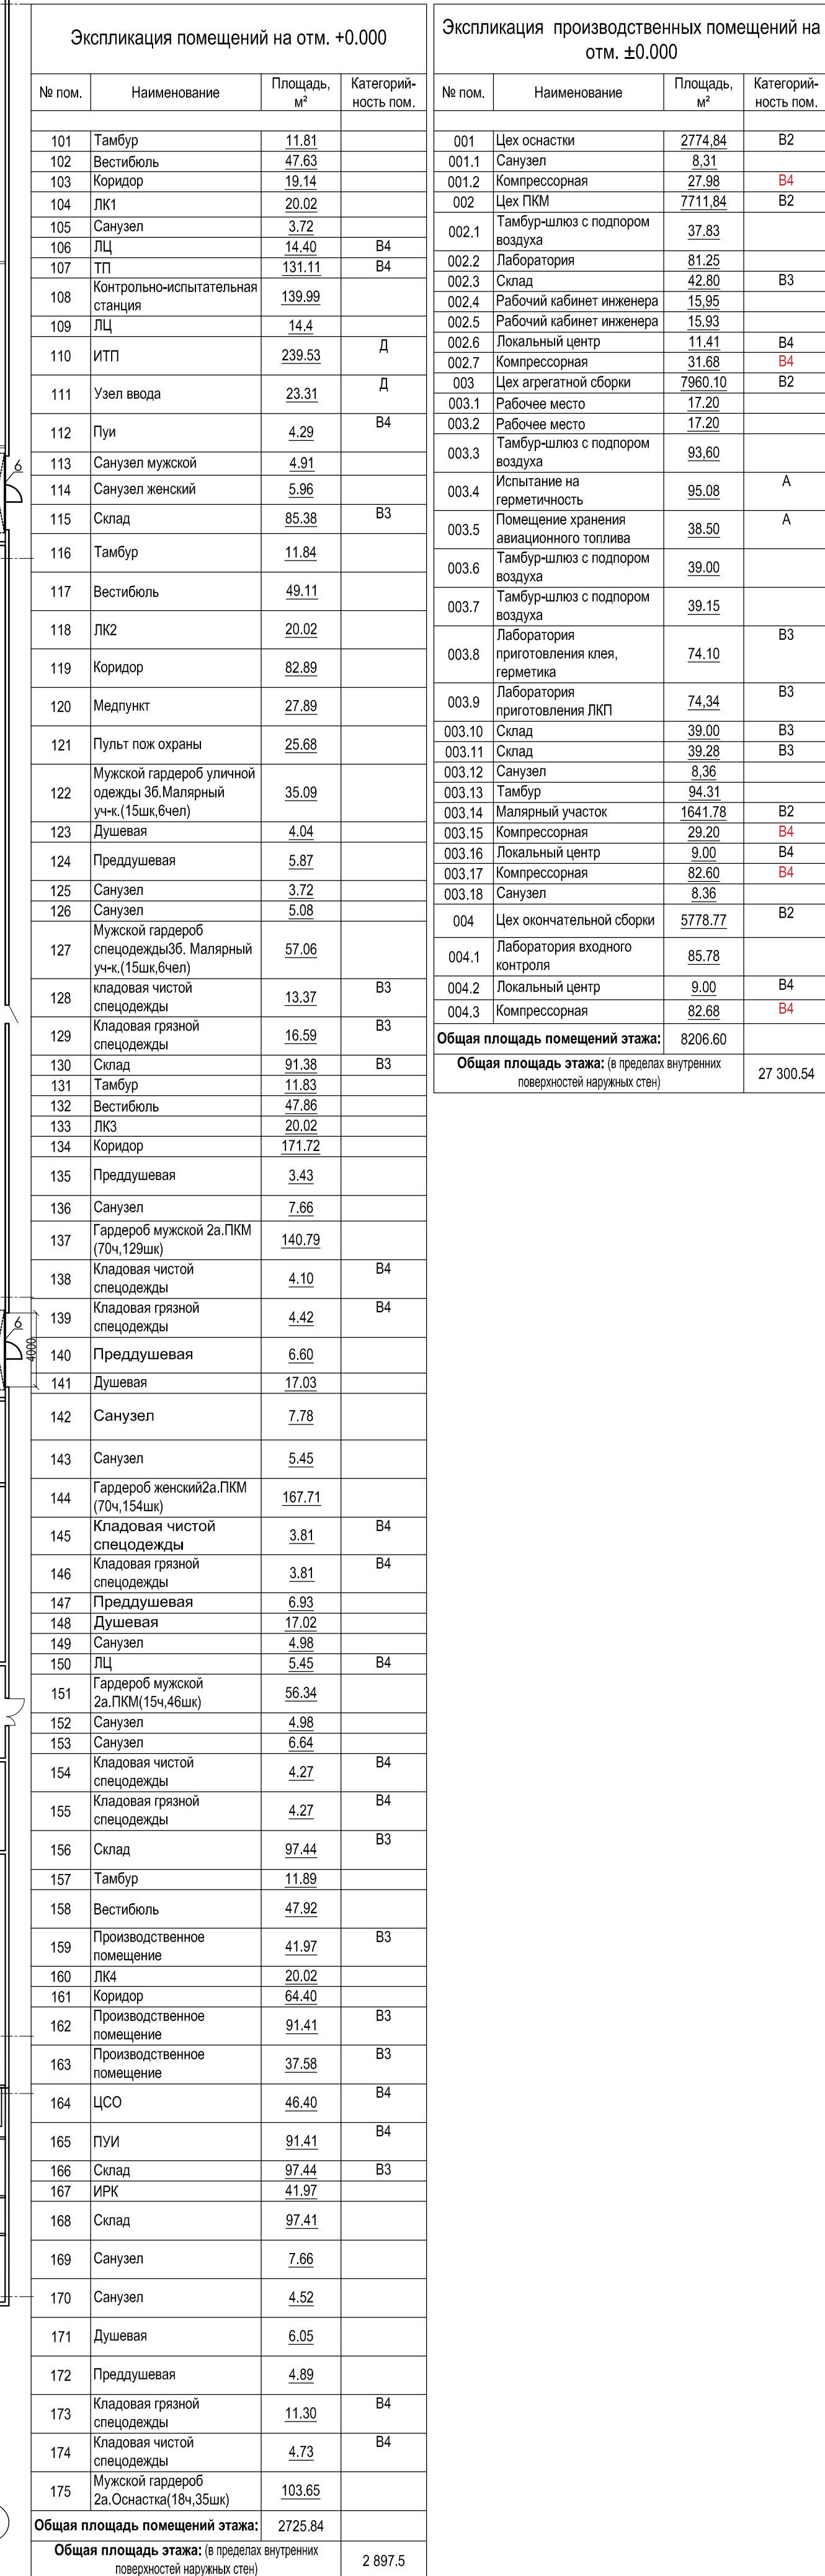 Экспликация помещений на отм. +0.000
№ пом. Наименование Площадь, м² Категорий-ность пом.
101 Тамбур 11.81
102 Вестибюль 47.63
103 Коридор 19.14
104 ЛК1 20.02
105 Санузел 3.72
106 ЛЦ 14.40 В4
107 ТП 131.11 В4
108 Контрольно-испытательная станция 139.99
109 ЛЦ 14.4
110 ИТП 239.53 Д
111 Узел ввода 23.31 Д
112 Пуи 4.29 В4
113 Санузел мужской 4.91
114 Санузел женский 5.96
115 Склад 85.38 В3
116 Тамбур 11.84
117 Вестибюль 49.11
118 ЛК2 20.02
119 Коридор 82.89
120 Медпункт 27.89
121 Пульт пож охраны 25.68
122 Мужской гардероб уличной одежды 3б.Малярный уч-к.(15шк,6чел) 35.09
123 Душевая 4.04
124 Преддушевая 5.87
125 Санузел 3.72
126 Санузел 5.08
127 Мужской гардероб спецодежды3б. Малярный уч-к.(15шк,6чел) 57.06
128 кладовая чистой спецодежды 13.37 В3
129 Кладовая грязной спецодежды 16.59 В3
130 Склад 91.38 В3
131 Тамбур 11.83
132 Вестибюль 47.86
133 ЛК3 20.02
134 Коридор 171.72
135 Преддушевая 3.43
136 Санузел 7.66
137 Гардероб мужской 2а.ПКМ (70ч,129шк) 140.79
138 Кладовая чистой спецодежды 4.10 В4
139 Кладовая грязной спецодежды 4.42 В4
140 Преддушевая 6.60
141 Душевая 17.03
142 Санузел 7.78
143 Санузел 5.45
144 Гардероб женский2а.ПКМ (70ч,154шк) 167.71
145 Кладовая чистой спецодежды 3.81 В4
146 Кладовая грязной спецодежды 3.81 В4
147 Преддушевая 6.93
148 Душевая 17.02
149 Санузел 4.98
150 ЛЦ 5.45 В4
151 Гардероб мужской 2а.ПКМ(15ч,46шк) 56.34
152 Санузел 4.98
153 Санузел 6.64
154 Кладовая чистой спецодежды 4.27 В4
155 Кладовая грязной спецодежды 4.27 В4
156 Склад 97.44 В3
157 Тамбур 11.89
158 Вестибюль 47.92
159 Производственное помещение 41.97 В3
160 ЛК4 20.02
161 Коридор 64.40
162 Производственное помещение 91.41 В3
163 Производственное помещение 37.58 В3
164 ЦСО 46.40 В4
165 ПУИ 91.41 В4
166 Склад 97.44 В3
167 ИРК 41.97
168 Склад 97.41
169 Санузел 7.66
170 Санузел 4.52
171 Душевая 6.05
172 Преддушевая 4.89
173 Кладовая грязной спецодежды 11.30 В4
174 Кладовая чистой спецодежды 4.73 В4
175 Мужской гардероб 2а.Оснастка(18ч,35шк) 103.65
Общая площадь помещений этажа: 2725.84
Общая площадь этажа: (в пределах внутренних поверхностей наружных стен) 2 897.5
Экспликация производственных помещений на отм. ±0.000
№ пом. Наименование Площадь, м² Категорий-ность пом.
001 Цех оснастки 2774,84 В2
001.1 Санузел 8,31
001.2 Компрессорная 27.98 В4
002 Цех ПКМ 7711,84 В2
002.1 Тамбур-шлюз с подпором воздуха 37.83
002.2 Лаборатория 81.25
002.3 Склад 42.80 В3
002.4 Рабочий кабинет инженера 15,95
002.5 Рабочий кабинет инженера 15.93
002.6 Локальный центр 11.41 В4
002.7 Компрессорная 31.68 В4
003 Цех агрегатной сборки 7960.10 В2
003.1 Рабочее место 17.20
003.2 Рабочее место 17.20
003.3 Тамбур-шлюз с подпором воздуха 93,60
003.4 Испытание на герметичность 95.08 А
003.5 Помещение хранения авиационного топлива 38.50 А
003.6 Тамбур-шлюз с подпором воздуха 39.00
003.7 Тамбур-шлюз с подпором воздуха 39.15
003.8 Лаборатория приготовления клея, герметика 74.10 В3
003.9 Лаборатория приготовления ЛКП 74,34 В3
003.10 Склад 39.00 В3
003.11 Склад 39.28 В3
003.12 Санузел 8,36
003.13 Тамбур 94.31
003.14 Малярный участок 1641.78 В2
003.15 Компрессорная 29.20 В4
003.16 Локальный центр 9.00 В4
003.17 Компрессорная 82.60 В4
003.18 Санузел 8.36
004 Цех окончательной сборки 5778.77 В2
004.1 Лаборатория входного контроля 85.78
004.2 Локальный центр 9.00 В4
004.3 Компрессорная 82.68 В4
Общая площадь помещений этажа: 8206.60
Общая площадь этажа: (в пределах внутренних поверхностей наружных стен) 27 300.54
6
6
4000